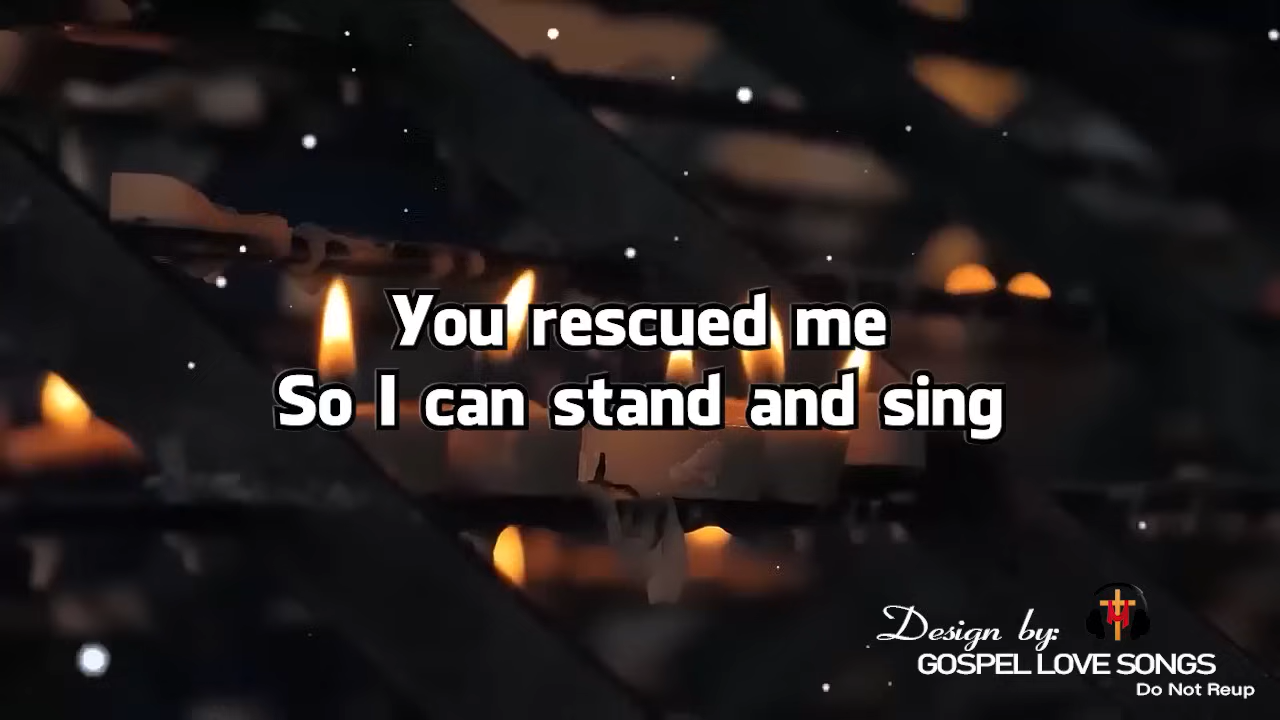 You rescued me
So I can stand and sing
Design by:
GOSPEL LOVE SONGS
Do Not Reup